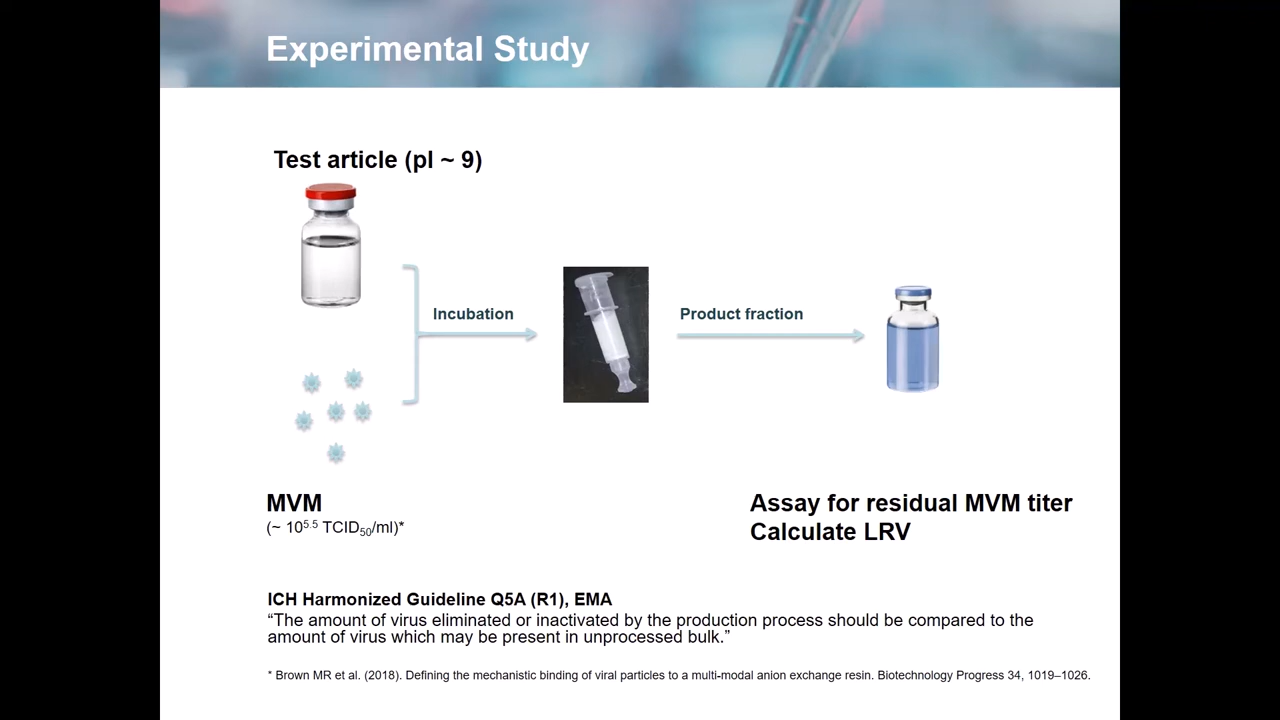 Experimental Study
Test article (pI ~ 9)
Incubation
Product fraction
MVM
(~ 10⁵·⁵ TCID₅₀/ml)*
Assay for residual MVM titer
Calculate LRV
ICH Harmonized Guideline Q5A (R1), EMA
“The amount of virus eliminated or inactivated by the production process should be compared to the
amount of virus which may be present in unprocessed bulk.”
* Brown MR et al. (2018). Defining the mechanistic binding of viral particles to a multi-modal anion exchange resin. Biotechnology Progress 34, 1019–1026.